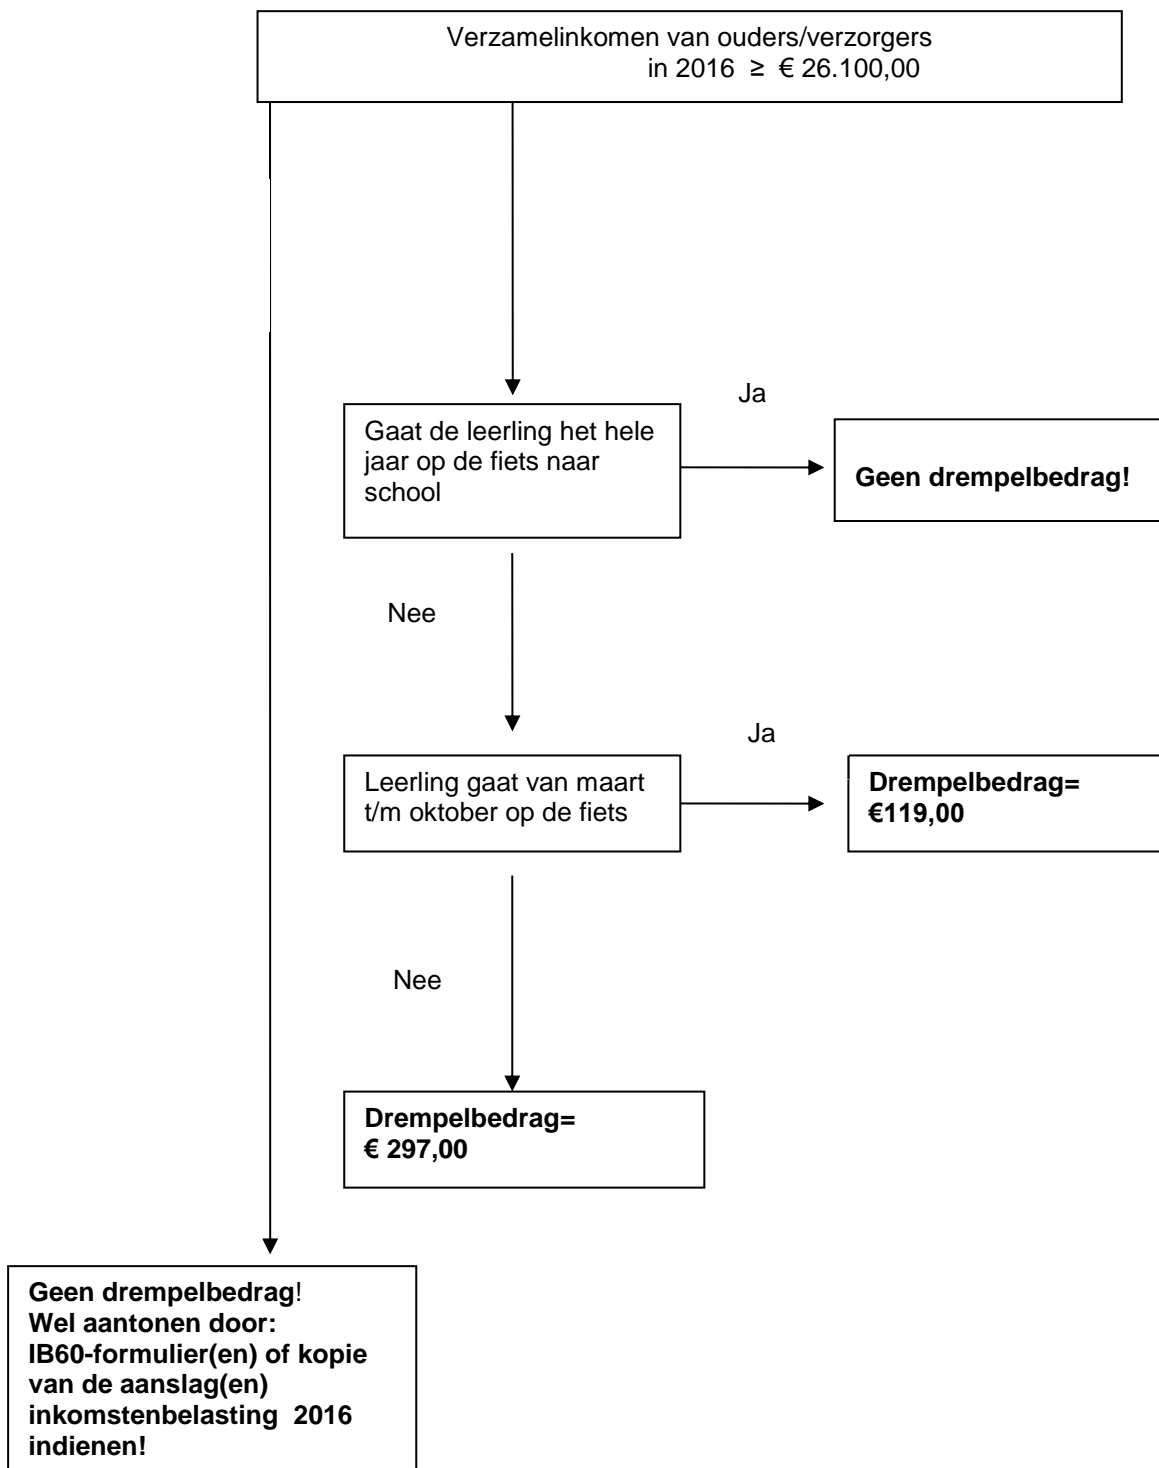 Verzamelinkomen van ouders/verzorgers
in 2016 ≥ € 26.100,00
Ja
Gaat de leerling het hele
jaar op de fiets naar
school
Geen drempelbedrag!
Nee
Ja
Leerling gaat van maart
t/m oktober op de fiets
Drempelbedrag=
€119,00
Nee
Drempelbedrag=
€ 297,00
Geen drempelbedrag!
Wel aantonen door:
IB60-formulier(en) of kopie
van de aanslag(en)
inkomstenbelasting 2016
indienen!